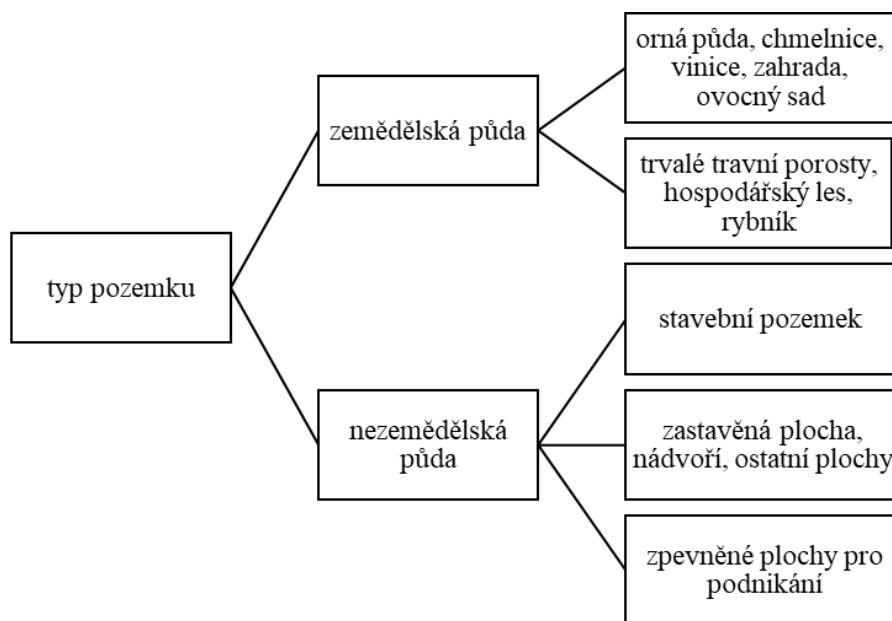 typ pozemku
zemědělská půda
orná půda, chmelnice,
vinice, zahrada,
ovocný sad
trvalé travní porosty,
hospodářský les,
rybník
nezemědělská
půda
stavební pozemek
zastavěná plocha,
nádvoří, ostatní plochy
zpevněné plochy pro
podnikání